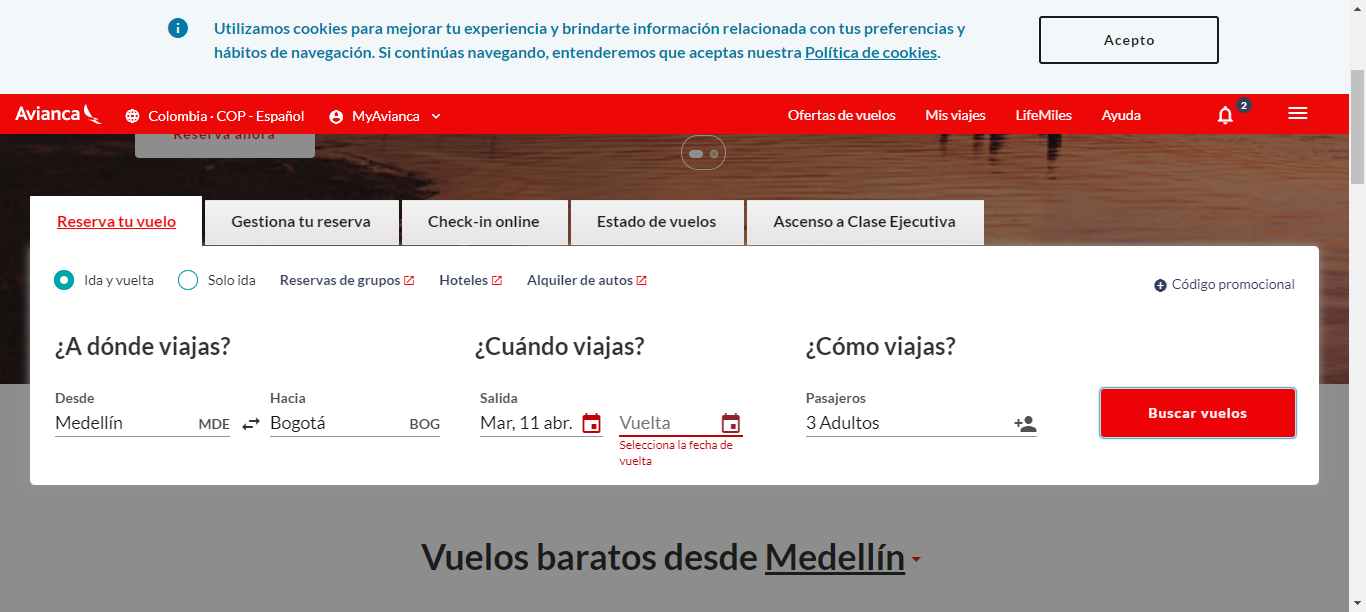 Utilizamos cookies para mejorar tu experiencia y brindarte información relacionada con tus preferencias y
hábitos de navegación. Si continúas navegando, entenderemos que aceptas nuestra Política de cookies.
Acepto
Avianca
Colombia · COP - Español
MyAvianca
Ofertas de vuelos
Mis viajes
LifeMiles
Ayuda
2
Reserva ahora
Reserva tu vuelo
Gestiona tu reserva
Check-in online
Estado de vuelos
Ascenso a Clase Ejecutiva
Ida y vuelta
Solo ida
Reservas de grupos
Hoteles
Alquiler de autos
Código promocional
¿A dónde viajas?
¿Cuándo viajas?
¿Cómo viajas?
Desde
Hacia
Salida
Pasajeros
Medellín MDE
Bogotá BOG
Mar, 11 abr.
Vuelta
3 Adultos
Buscar vuelos
Selecciona la fecha de
vuelta
Vuelos baratos desde Medellín